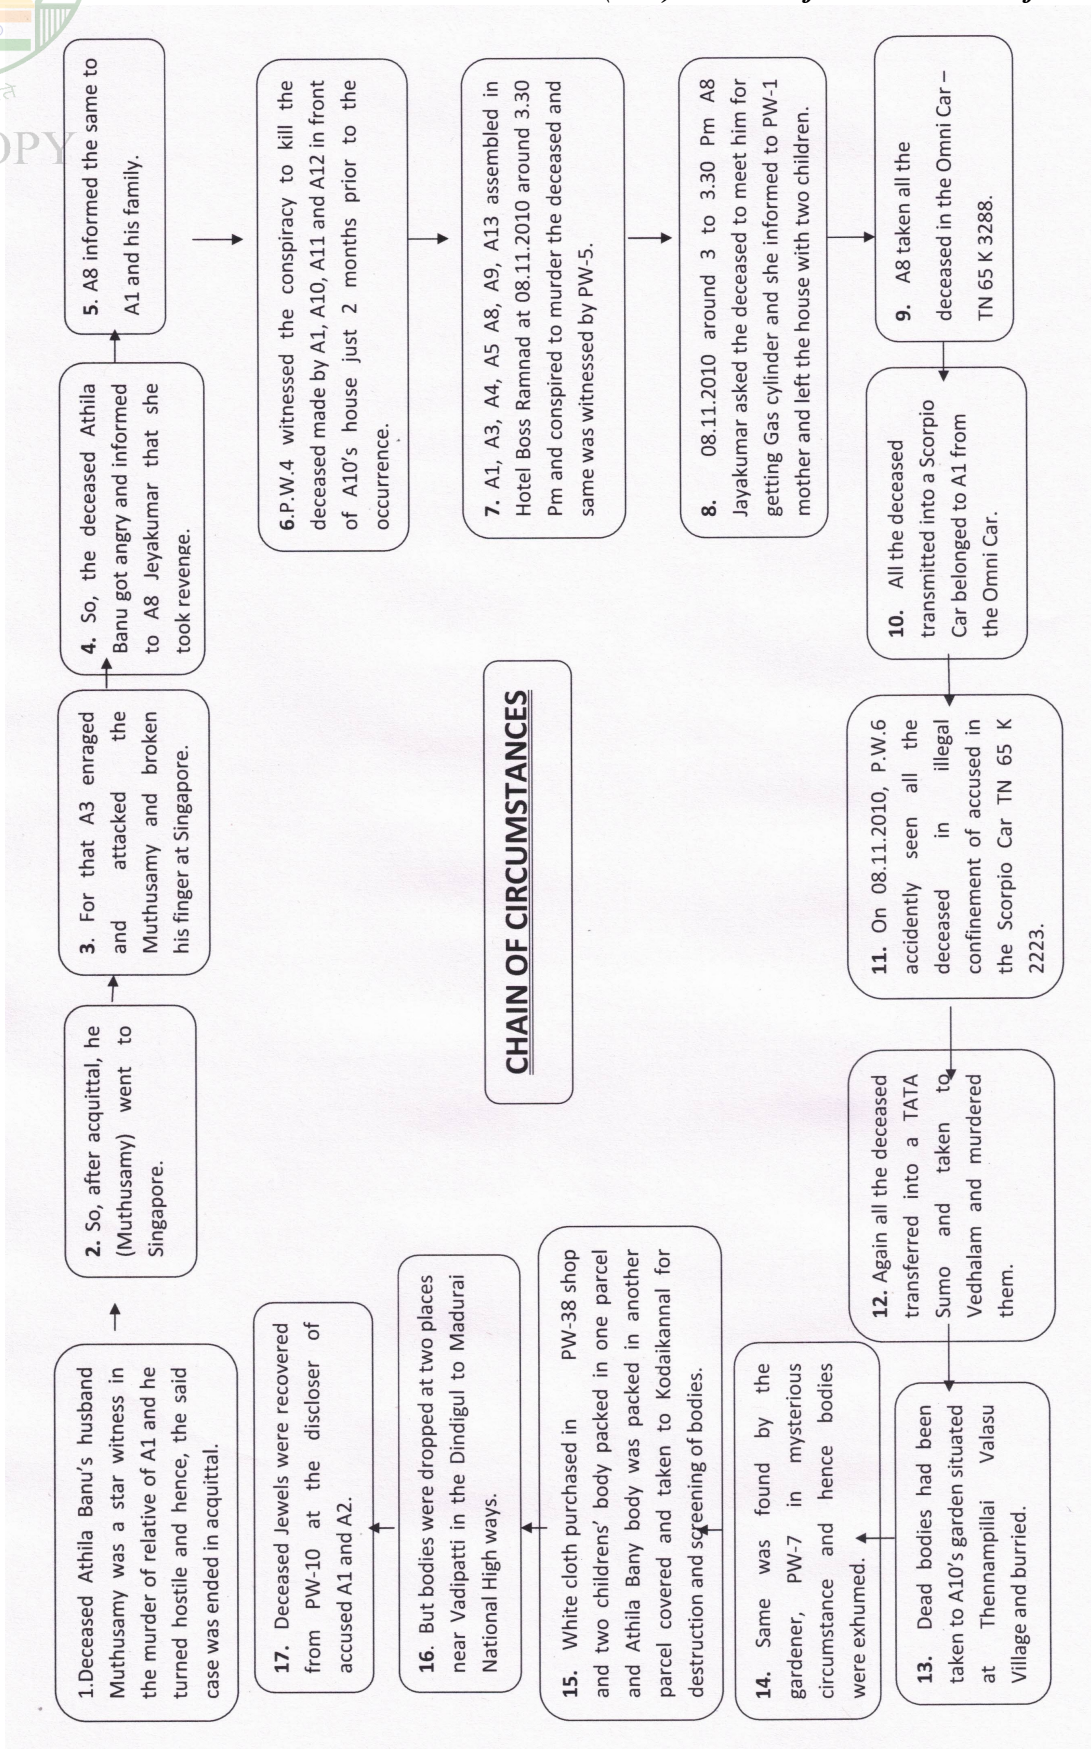 CHAIN OF CIRCUMSTANCES
1.Deceased Athila Banu's husband
Muthusamy was a star witness in
the murder of relative of A1 and he
turned hostile and hence, the said
case was ended in acquittal.
2. So, after acquittal, he
(Muthusamy) went to
Singapore.
3. For that A3 enraged
and attacked the
Muthusamy and broken
his finger at Singapore.
4. So, the deceased Athila
Banu got angry and informed
to A8 Jeyakumar that she
took revenge.
5. A8 informed the same to
A1 and his family.
6.P.W.4 witnessed the conspiracy to kill the
deceased made by A1, A10, A11 and A12 in front
of A10's house just 2 months prior to the
occurrence.
7. A1, A3, A4, A5 A8, A9, A13 assembled in
Hotel Boss Ramnad at 08.11.2010 around 3.30
Pm and conspired to murder the deceased and
same was witnessed by PW-5.
8. 08.11.2010 around 3 to 3.30 Pm A8
Jayakumar asked the deceased to meet him for
getting Gas cylinder and she informed to PW-1
mother and left the house with two children.
9. A8 taken all the
deceased in the Omni Car –
TN 65 K 3288.
10. All the deceased
transmitted into a Scorpio
Car belonged to A1 from
the Omni Car.
11. On 08.11.2010, P.W.6
accidently seen all the
deceased in illegal
confinement of accused in
the Scorpio Car TN 65 K
2223.
12. Again all the deceased
transferred into a TATA
Sumo and taken to
Vedhalam and murdered
them.
13. Dead bodies had been
taken to A10's garden situated
at Thennampillai Valasu
Village and burried.
14. Same was found by the
gardener, PW-7 in mysterious
circumstance and hence bodies
were exhumed.
15. White cloth purchased in PW-38 shop
and two childrens' body packed in one parcel
and Athila Bany body was packed in another
parcel covered and taken to Kodaikannal for
destruction and screening of bodies.
16. But bodies were dropped at two places
near Vadipatti in the Dindigul to Madurai
National High ways.
17. Deceased Jewels were recovered
from PW-10 at the discloser of
accused A1 and A2.